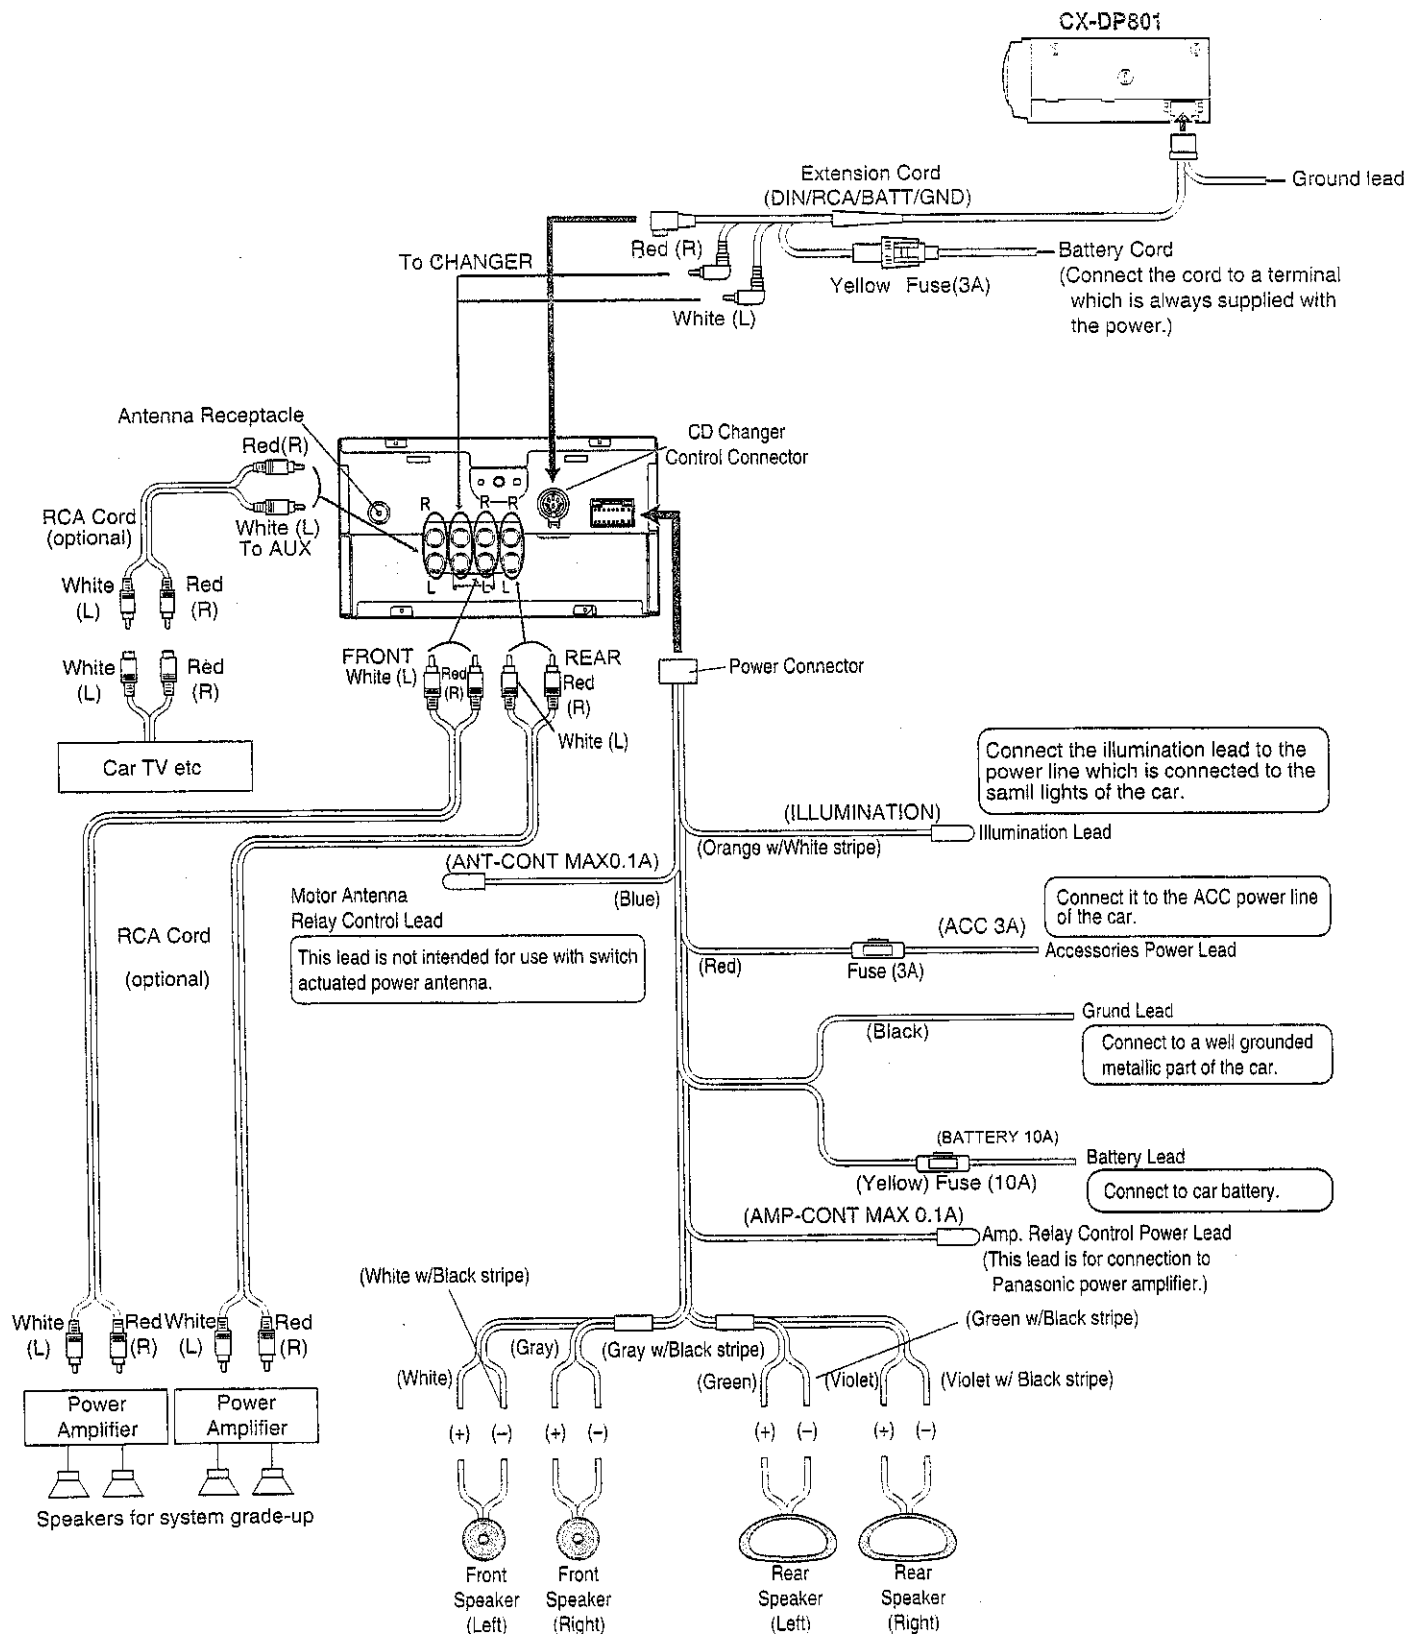 CX-DP801
Extension Cord
(DIN/RCA/BATT/GND)
Ground lead
Red (R)
To CHANGER
Battery Cord
(Connect the cord to a terminal
which is always supplied with
the power.)
Yellow Fuse(3A)
White (L)
Antenna Receptacle
Red(R)
CD Changer
Control Connector
R R R
RCA Cord
(optional)
White (L)
To AUX
White
(L)
Red
(R)
L L L
White
(L)
Red
(R)
FRONT
White (L)
Red
(R)
REAR
Red
(R)
White (L)
Power Connector
Car TV etc
Connect the illumination lead to the
power line which is connected to the
samil lights of the car.
(ILLUMINATION)
Illumination Lead
(Orange w/White stripe)
(ANT-CONT MAX0.1A)
(Blue)
Motor Antenna
Relay Control Lead
This lead is not intended for use with switch
actuated power antenna.
Connect it to the ACC power line
of the car.
(ACC 3A)
Accessories Power Lead
(Red)
Fuse (3A)
RCA Cord
(optional)
Grund Lead
(Black)
Connect to a well grounded
metallic part of the car.
(BATTERY 10A)
Battery Lead
(Yellow) Fuse (10A)
Connect to car battery.
(AMP-CONT MAX 0.1A)
Amp. Relay Control Power Lead
(This lead is for connection to
Panasonic power amplifier.)
(White w/Black stripe)
(Green w/Black stripe)
White
(L)
Red
(R)
White
(L)
Red
(R)
(Gray)
(Gray w/Black stripe)
(White)
(Green)
(Violet)
(Violet w/ Black stripe)
Power
Amplifier
Power
Amplifier
(+) (–) (+) (–) (+) (–) (+) (–)
Speakers for system grade-up
Front
Speaker
(Left)
Front
Speaker
(Right)
Rear
Speaker
(Left)
Rear
Speaker
(Right)